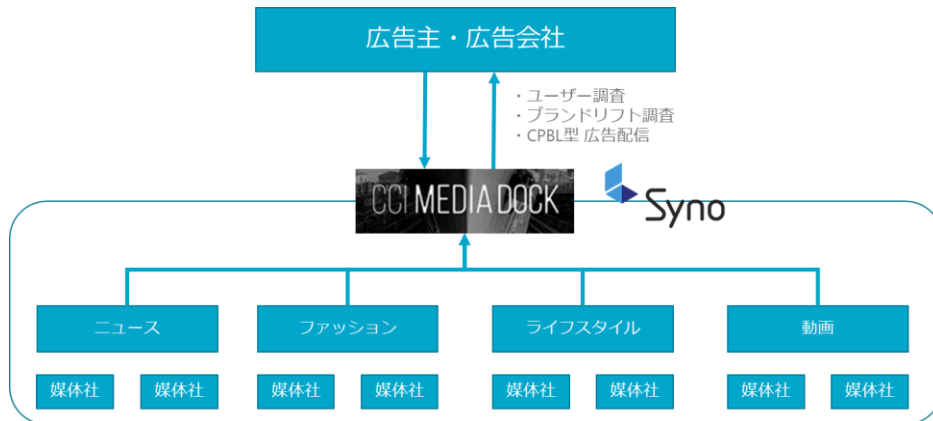 広告主・広告会社
・ユーザー調査
・ブランドリフト調査
・CPBL型 広告配信
CCI MEDIA DOCK
Syno
ニュース
ファッション
ライフスタイル
動画
媒体社
媒体社
媒体社
媒体社
媒体社
媒体社
媒体社
媒体社